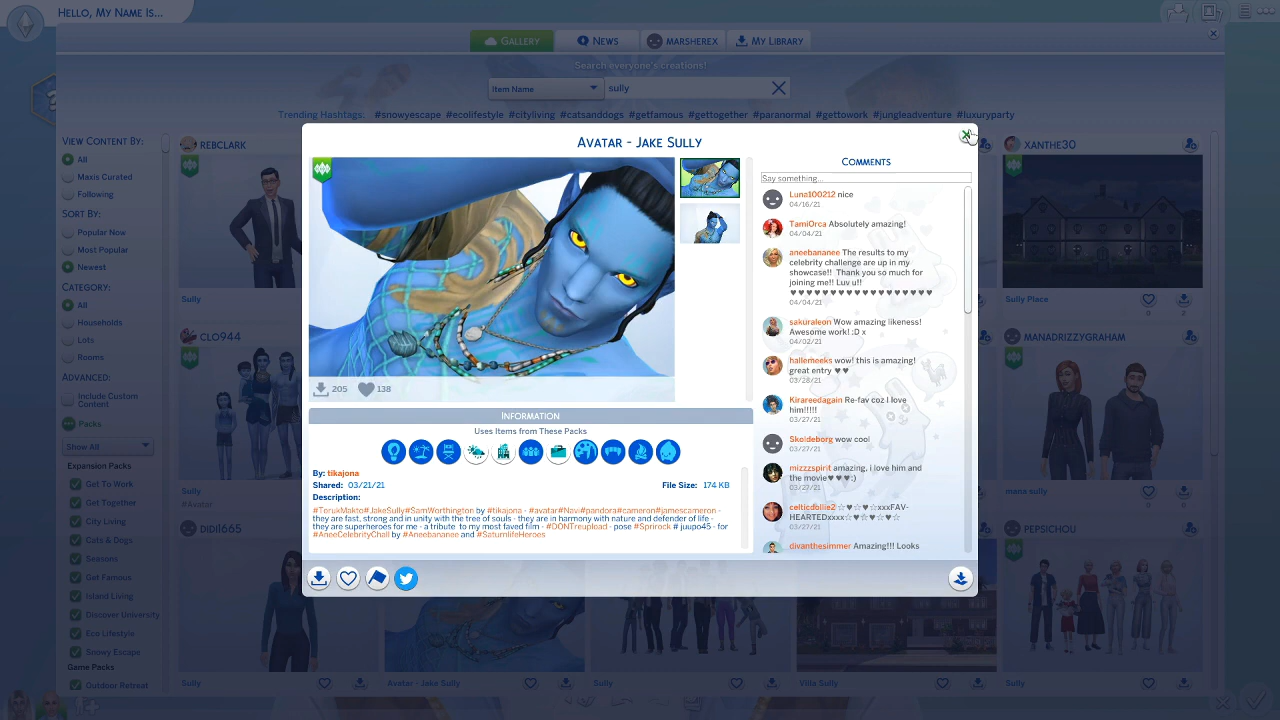 HELLO, MY NAME IS...
GALLERY
NEWS
MARSHEREX
MY LIBRARY
Search everyone's creations!
Item Name
sully
Trending Hashtags: #snowyescape #ecolifestyle #cityliving #catsanddogs #getfamous #gettogether #paranormal #gettowork #jungleadventure #luxuryparty
VIEW CONTENT BY:
All
Maxis Curated
Following
SORT BY:
Popular Now
Most Popular
Newest
CATEGORY:
All
Households
Lots
Rooms
ADVANCED:
Include Custom
Content
Packs
Show All
Expansion Packs
Get To Work
Get Together
City Living
Cats & Dogs
Seasons
Get Famous
Island Living
Discover University
Eco Lifestyle
Snowy Escape
Game Packs
Outdoor Retreat
REBCLARK
Sully
XANTHE30
Sully Place
0
2
CLO944
Sully
#Avatar
MANADRIZZYGRAHAM
mana sully
0
0
DIDI1665
Sully
Avatar - Jake Sully
Sully
Villa Sully
PEPSICHOU
Sully
AVATAR - JAKE SULLY
205
138
INFORMATION
Uses Items from These Packs
By: tikajona
Shared: 03/21/21
File Size: 174 KB
Description:
#TorukMakto#JakeSully#SamWorthington by #tikajona - #avatar#Navi#pandora#cameron#jamescameron -
they are fast, strong and in unity with the tree of souls - they are in harmony with nature and defender of life -
they are superheroes for me - a tribute to my most faved film - #DONTreupload - pose #Spnrock # juupo45 - for
#AneeCelebrityChall by #Aneebananee and #SaturnlifeHeroes
COMMENTS
Say something...
Luna100212 nice
04/16/21
TamiOrca Absolutely amazing!
04/04/21
aneebananee The results to my
celebrity challenge are up in my
showcase!! Thank you so much for
joining me!! Luv u!!
♥♥♥♥♥♥♥♥♥♥♥♥♥♥♥♥♥♥
04/04/21
sakuraleon Wow amazing likeness!
Awesome work! :D x
04/02/21
hallemeeks wow! this is amazing!
great entry ♥♥
03/28/21
Kirareedagain Re-fav coz I love
him!!!!!
03/27/21
Skoldeborg wow cool
03/27/21
mizzzspirit amazing, i love him and
the movie♥♥♥:)
03/27/21
celticdollie2 ☆♥☆♥☆xxxFAV-
HEARTEDxxxx☆♥☆♥☆
03/27/21
divanthesimmer Amazing!!! Looks